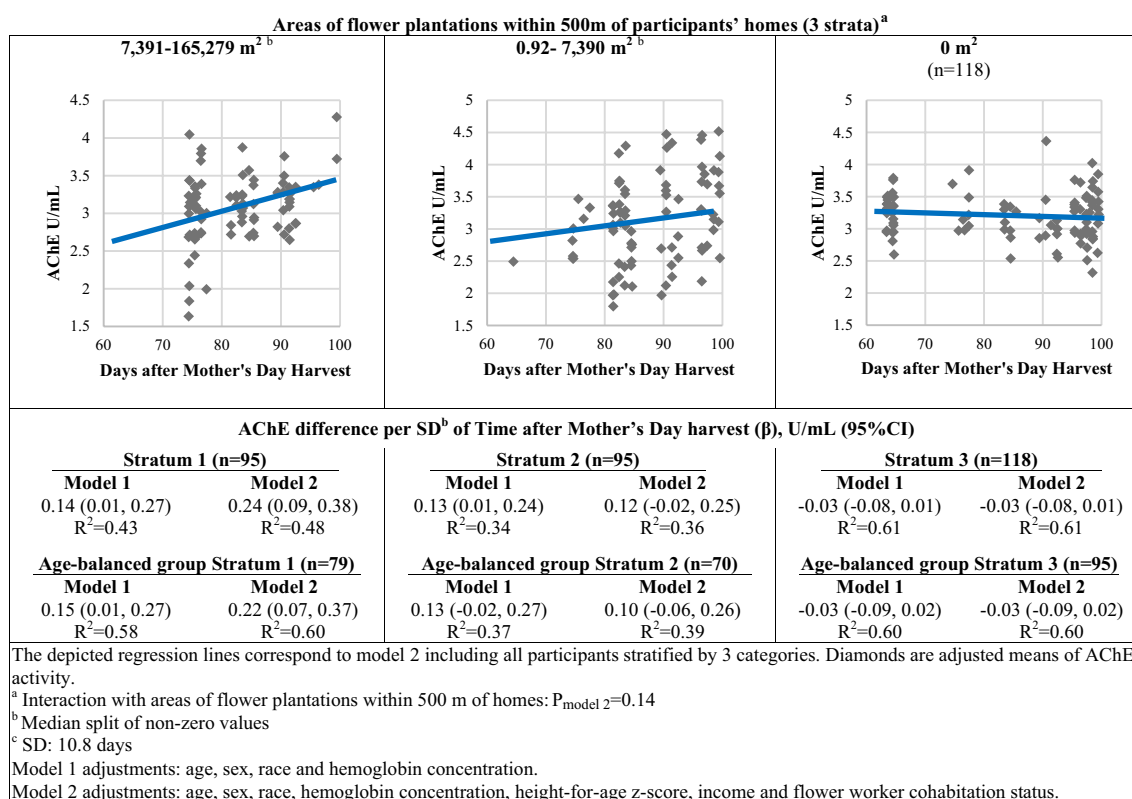 Areas of flower plantations within 500m of participants' homes (3 strata)a
7,391-165,279 m2 b
0.92- 7,390 m2 b
0 m2
(n=118)
4.5
4
3.5
3
2.5
2
1.5
AChE U/mL
60 70 80 90 100
Days after Mother's Day Harvest
5
4.5
4
3.5
3
2.5
2
1.5
AChE U/mL
60 70 80 90 100
Days after Mother's Day Harvest
5
4.5
4
3.5
3
2.5
2
1.5
AChE U/mL
60 70 80 90 100
Days after Mother's Day Harvest
AChE difference per SDb of Time after Mother's Day harvest (β), U/mL (95%CI)
Stratum 1 (n=95)
Model 1 Model 2
0.14 (0.01, 0.27) 0.24 (0.09, 0.38)
R2=0.43 R2=0.48
Age-balanced group Stratum 1 (n=79)
Model 1 Model 2
0.15 (0.01, 0.27) 0.22 (0.07, 0.37)
R2=0.58 R2=0.60
Stratum 2 (n=95)
Model 1 Model 2
0.13 (0.01, 0.24) 0.12 (-0.02, 0.25)
R2=0.34 R2=0.36
Age-balanced group Stratum 2 (n=70)
Model 1 Model 2
0.13 (-0.02, 0.27) 0.10 (-0.06, 0.26)
R2=0.37 R2=0.39
Stratum 3 (n=118)
Model 1 Model 2
-0.03 (-0.08, 0.01) -0.03 (-0.08, 0.01)
R2=0.61 R2=0.61
Age-balanced group Stratum 3 (n=95)
Model 1 Model 2
-0.03 (-0.09, 0.02) -0.03 (-0.09, 0.02)
R2=0.60 R2=0.60
The depicted regression lines correspond to model 2 including all participants stratified by 3 categories. Diamonds are adjusted means of AChE
activity.
a Interaction with areas of flower plantations within 500 m of homes: Pmodel 2=0.14
b Median split of non-zero values
c SD: 10.8 days
Model 1 adjustments: age, sex, race and hemoglobin concentration.
Model 2 adjustments: age, sex, race, hemoglobin concentration, height-for-age z-score, income and flower worker cohabitation status.